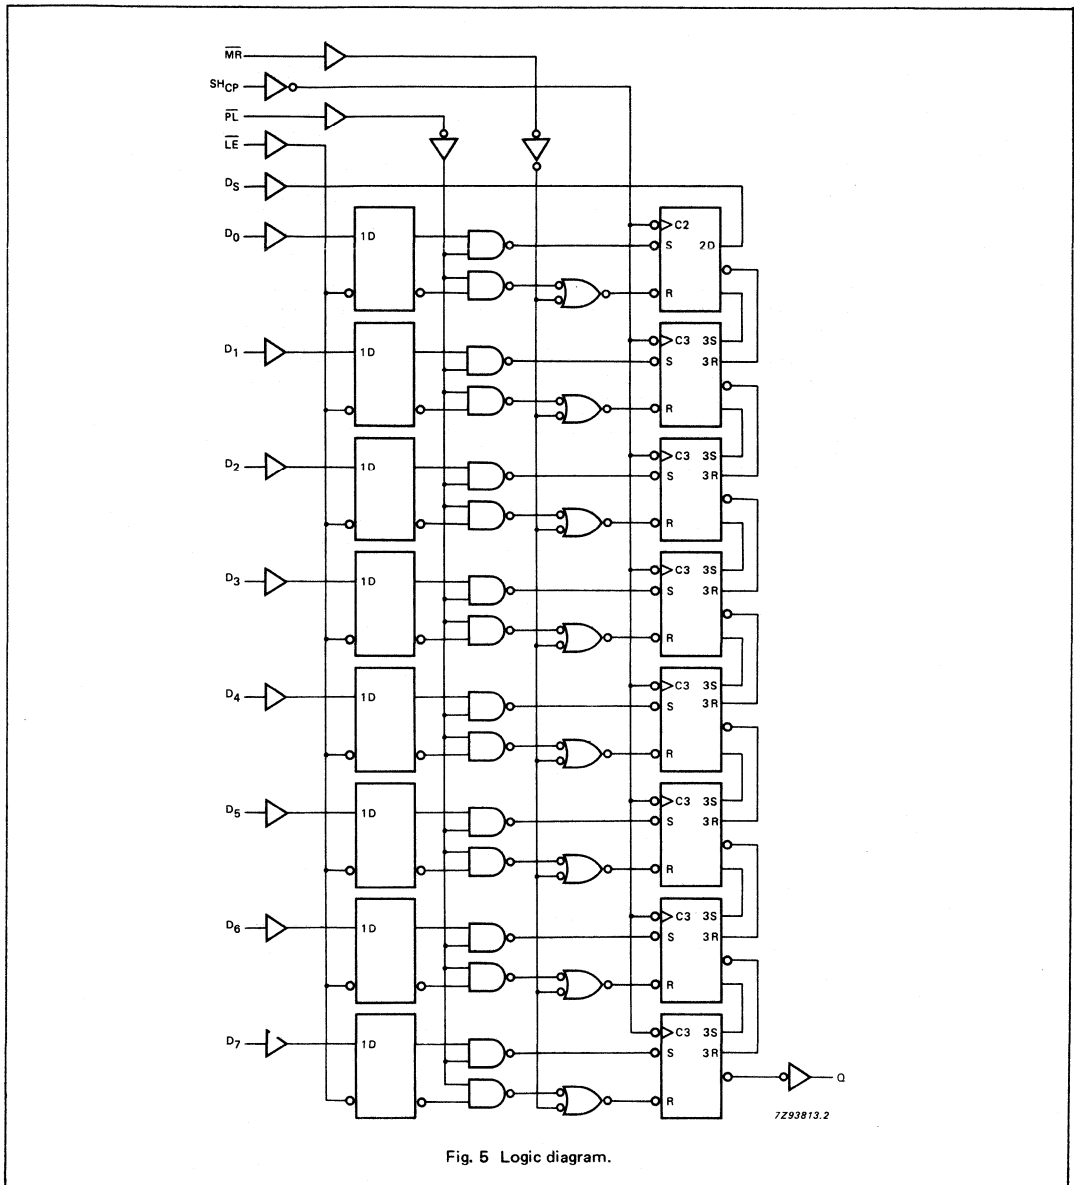 MR
SHCP
PL
LE
DS
D0 1D C2
S 2D
R
D1 1D C3 3S
S 3R
R
D2 1D C3 3S
S 3R
R
D3 1D C3 3S
S 3R
R
D4 1D C3 3S
S 3R
R
D5 1D C3 3S
S 3R
R
D6 1D C3 3S
S 3R
R
D7 1D C3 3S
S 3R
Q
R
7Z93813.2
Fig. 5 Logic diagram.